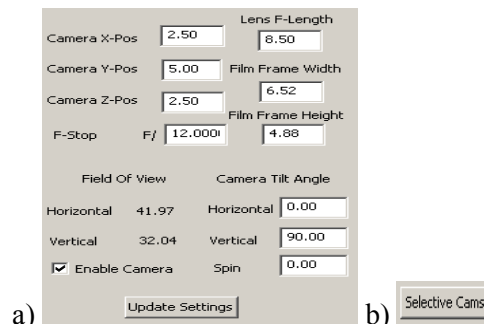 Lens F-Length
Camera X-Pos 2.50 8.50
Camera Y-Pos 5.00 Film Frame Width
6.52
Camera Z-Pos 2.50
Film Frame Height
F-Stop F/ 12.000 4.88
Field Of View Camera Tilt Angle
Horizontal 41.97 Horizontal 0.00
Vertical 32.04 Vertical 90.00
Enable Camera Spin 0.00
a) Update Settings b) Selective Cams